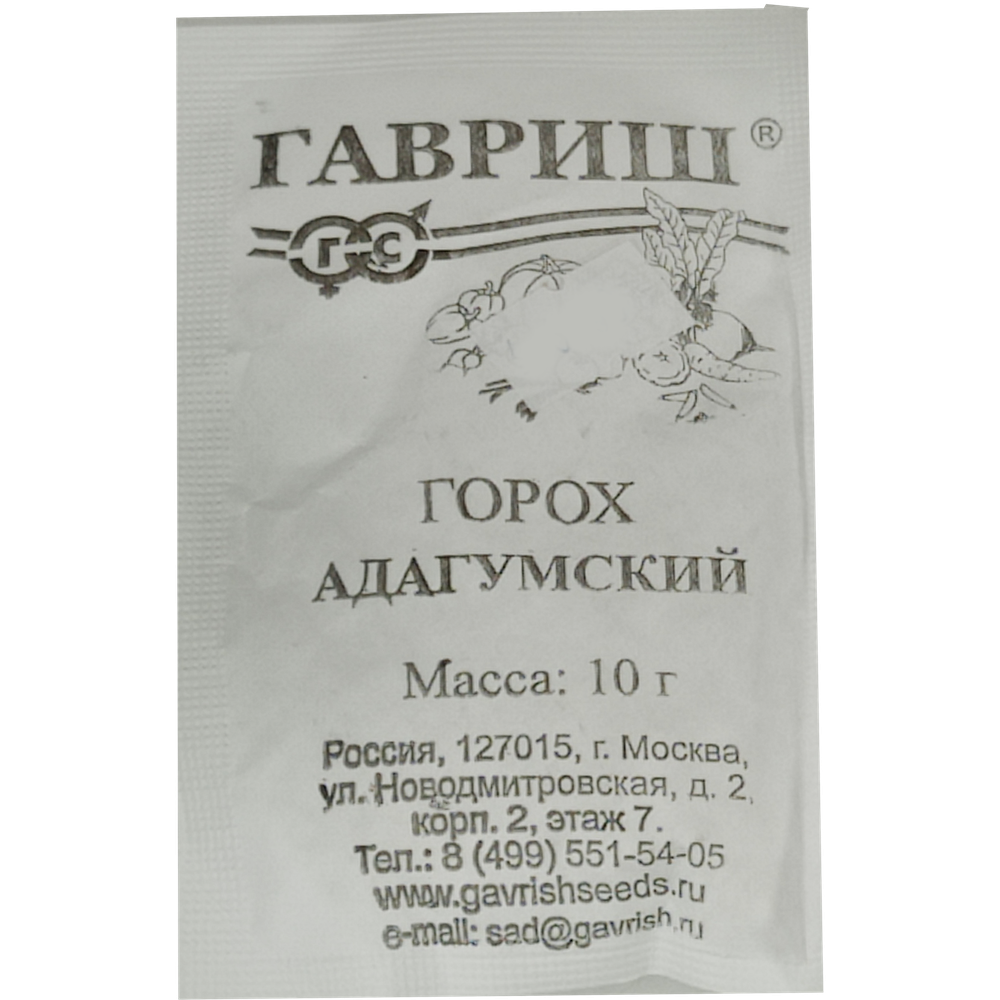 ГАВРИШ®
ГС
ГОРОХ
АДАГУМСКИЙ
Масса: 10 г
Россия, 127015, г. Москва,
ул. Новодмитровская, д. 2,
корп. 2, этаж 7.
Тел.: 8 (499) 551-54-05
www.gavrishseeds.ru
e-mail: sad@gavrish.ru